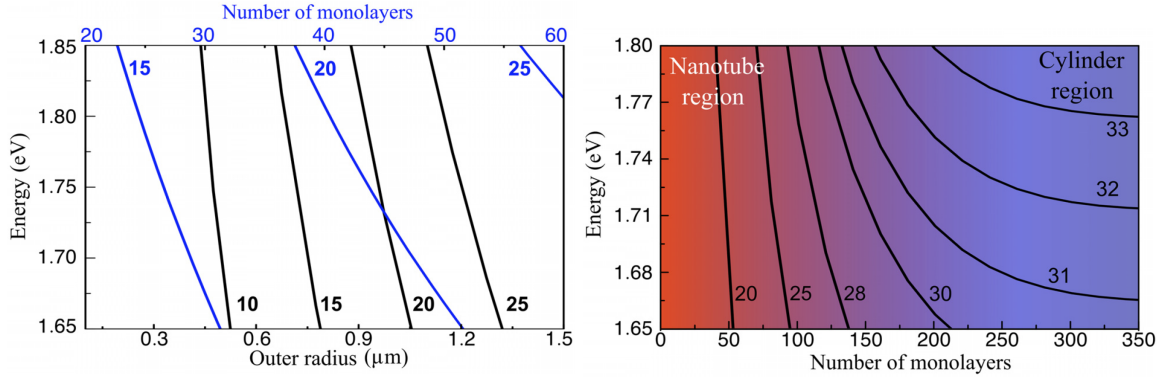 Number of monolayers
20 30 40 50 60
1.85
1.80
1.75
1.70
1.65
Energy (eV)
15
20
25
10
15
20
25
0.3 0.6 0.9 1.2 1.5
Outer radius (µm)
1.80
1.77
1.74
1.71
1.68
1.65
Energy (eV)
Nanotube
region
Cylinder
region
33
32
31
20
25
28
30
0 50 100 150 200 250 300 350
Number of monolayers